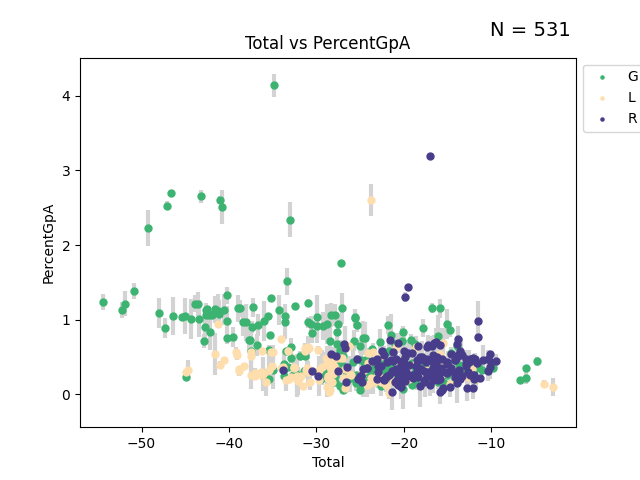 N = 531
Total vs PercentGpA
G
L
R
4
3
2
1
0
PercentGpA
−50 −40 −30 −20 −10
Total